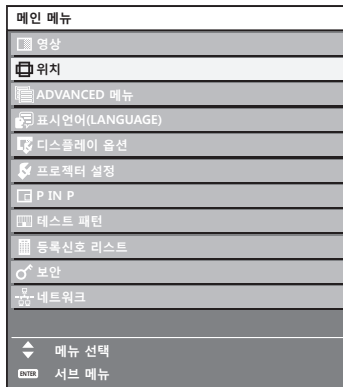 메인 메뉴
영상
위치
ADVANCED 메뉴
표시언어(LANGUAGE)
디스플레이 옵션
프로젝터 설정
P IN P
테스트 패턴
등록신호 리스트
보안
네트워크
메뉴 선택
ENTER 서브 메뉴